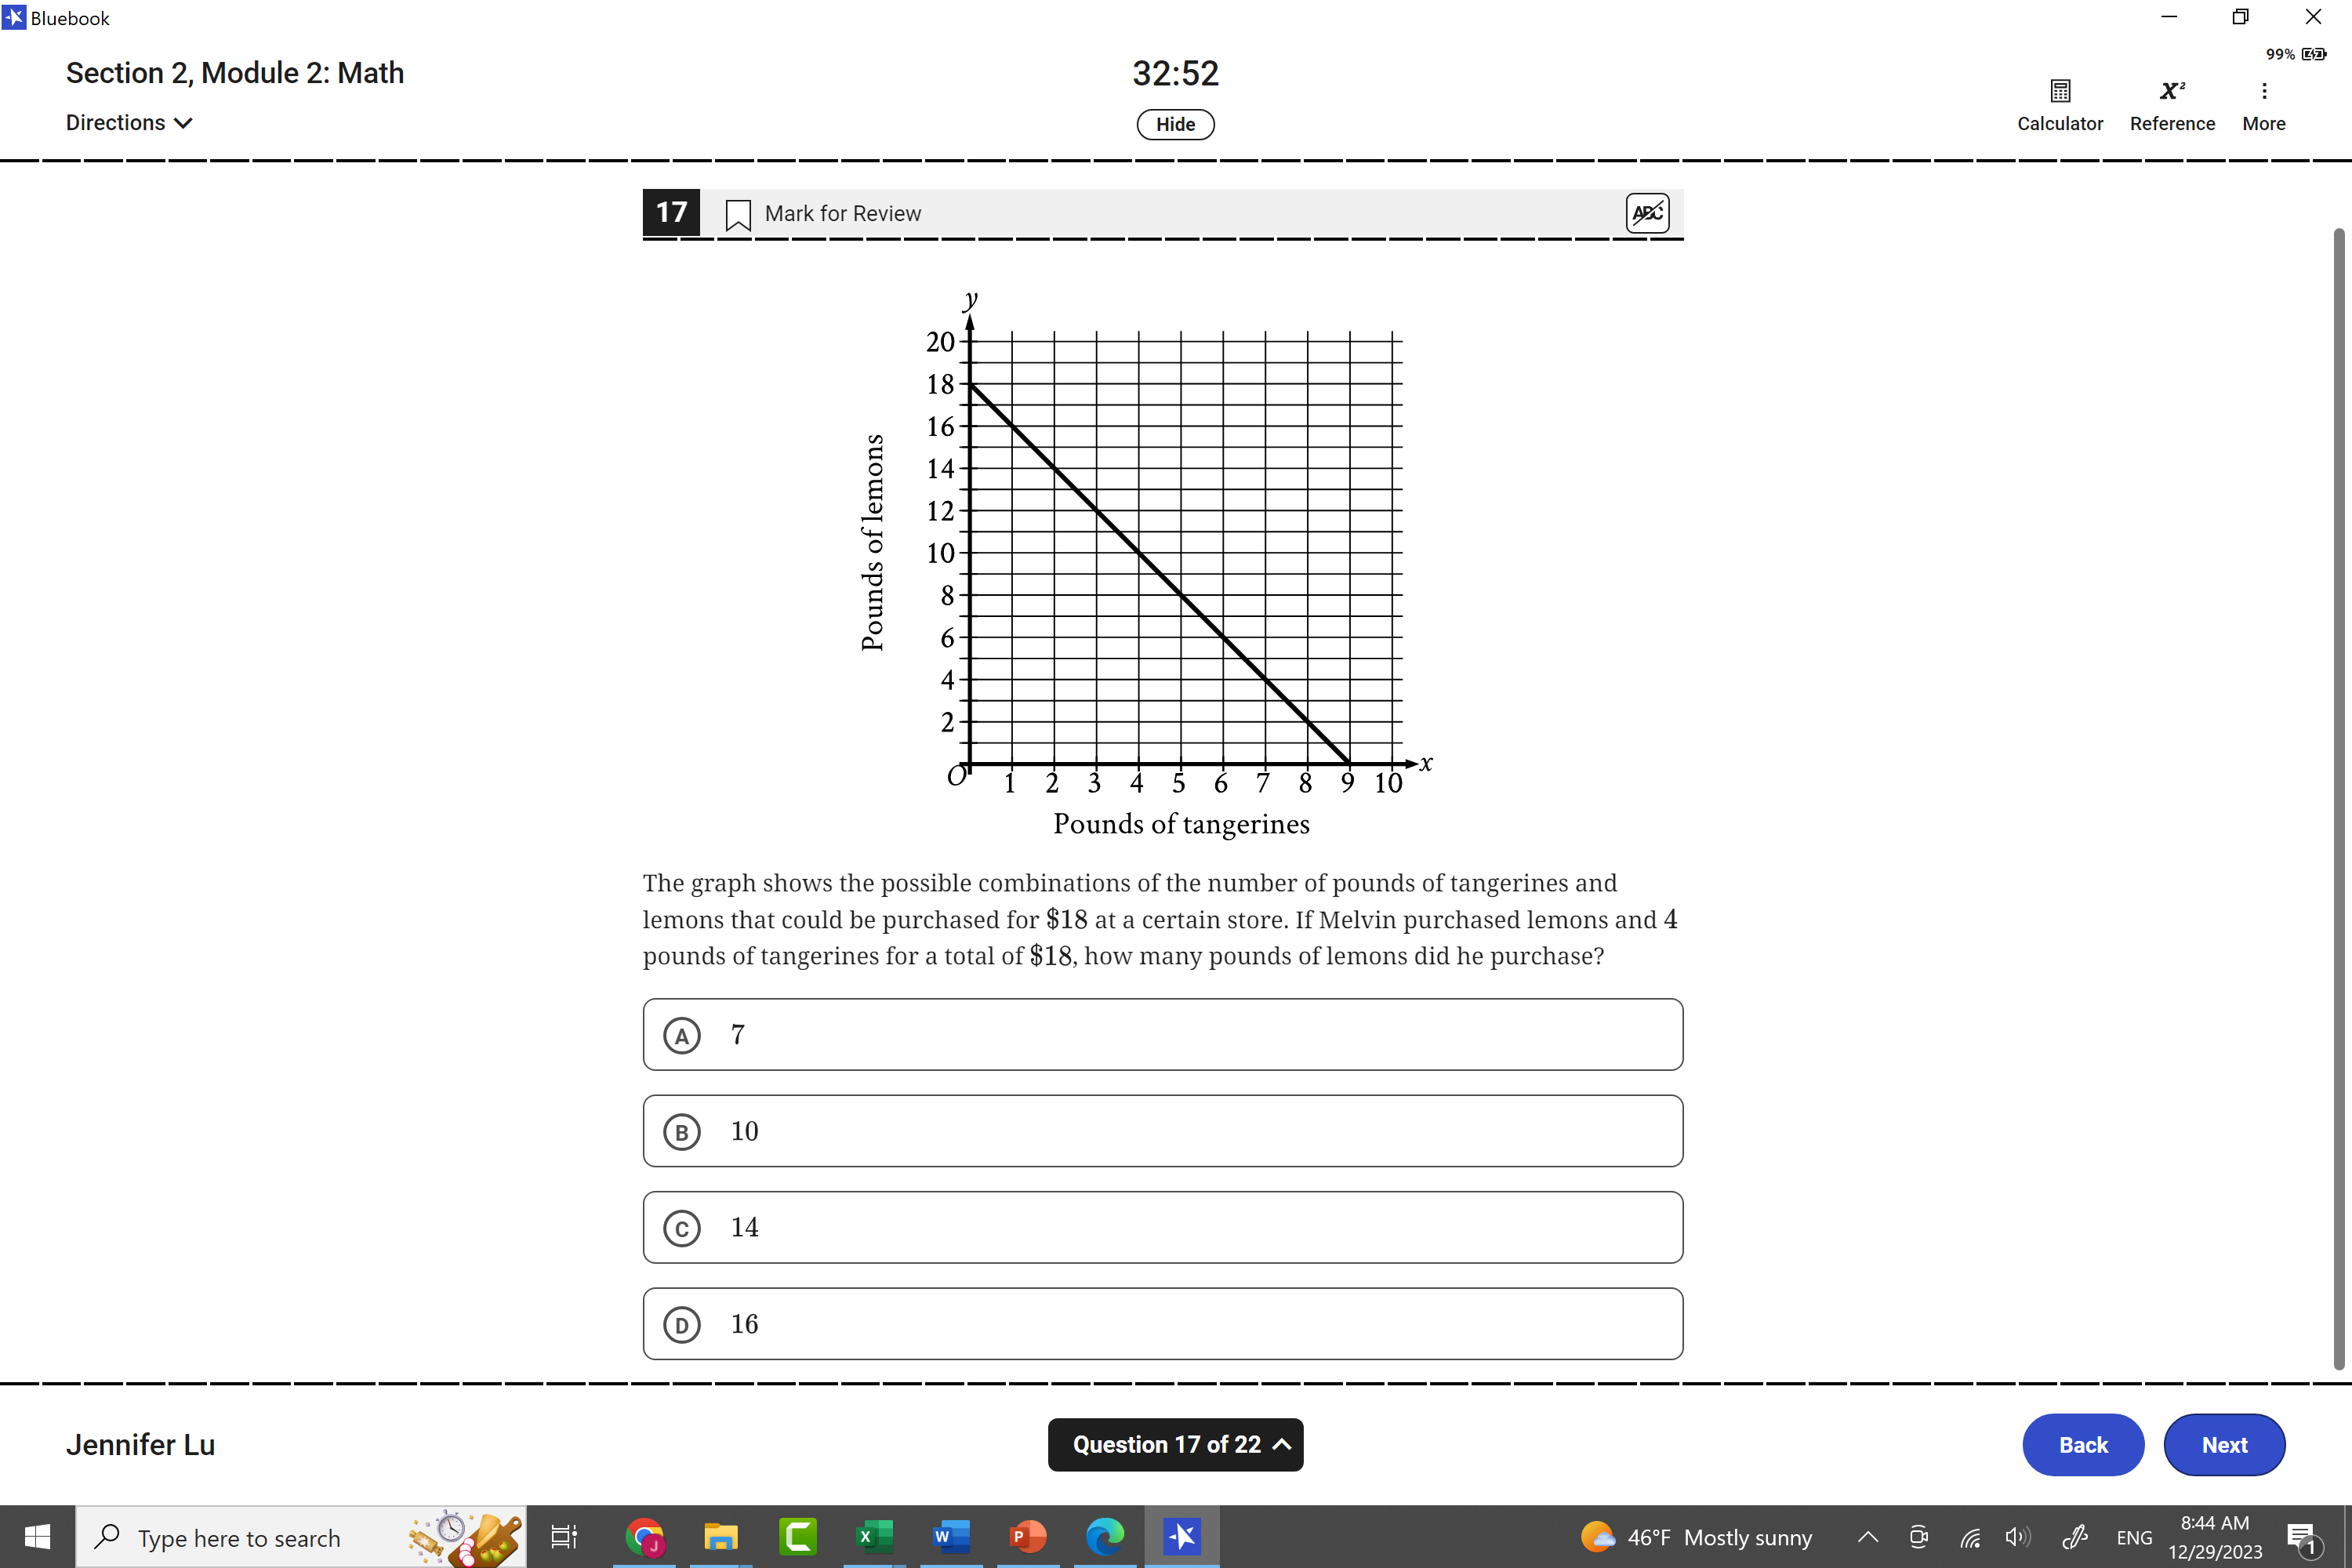 Bluebook
99%
Section 2, Module 2: Math
32:52
Directions
Hide
Calculator
Reference
More
X²
17
Mark for Review
ABC
y
20
18
16
14
12
10
8
6
4
2
O
1 2 3 4 5 6 7 8 9 10
x
Pounds of lemons
Pounds of tangerines
The graph shows the possible combinations of the number of pounds of tangerines and
lemons that could be purchased for $18 at a certain store. If Melvin purchased lemons and 4
pounds of tangerines for a total of $18, how many pounds of lemons did he purchase?
A 7
B 10
C 14
D 16
Jennifer Lu
Question 17 of 22
Back
Next
Type here to search
J
X
W
P
46°F Mostly sunny
ENG
8:44 AM
12/29/2023
1